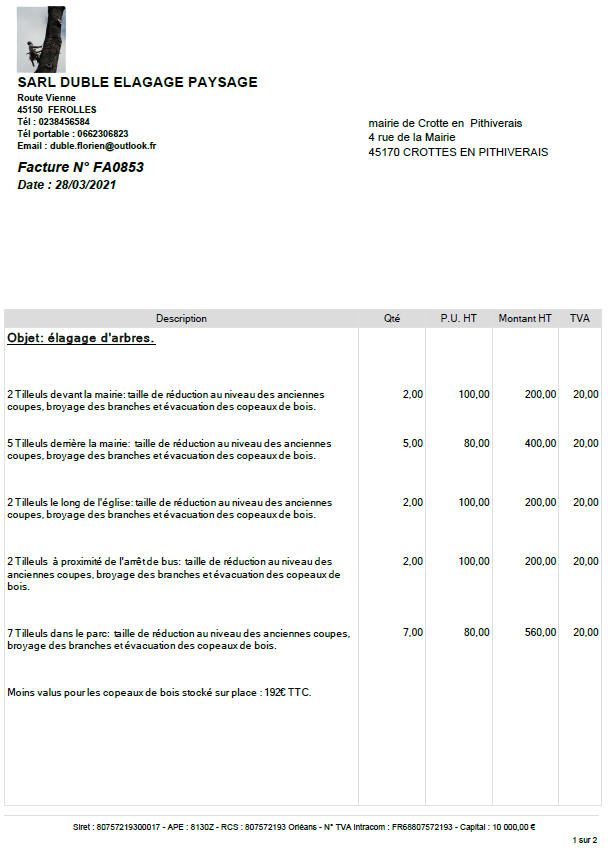 SARL DUBLE ELAGAGE PAYSAGE
Route Vienne
45150 FEROLLES
Tél : 0238456584
Tél portable : 0662306823
Email : duble.florien@outlook.fr
Facture N° FA0853
Date : 28/03/2021
mairie de Crotte en Pithiverais
4 rue de la Mairie
45170 CROTTES EN PITHIVERAIS
Description Qté P.U. HT Montant HT TVA
Objet: élagage d'arbres.
2 Tilleuls devant la mairie: taille de réduction au niveau des anciennes 2,00 100,00 200,00 20,00
coupes, broyage des branches et évacuation des copeaux de bois.
5 Tilleuls derrière la mairie: taille de réduction au niveau des anciennes 5,00 80,00 400,00 20,00
coupes, broyage des branches et évacuation des copeaux de bois.
2 Tilleuls le long de l'église: taille de réduction au niveau des anciennes 2,00 100,00 200,00 20,00
coupes, broyage des branches et évacuation des copeaux de bois.
2 Tilleuls à proximité de l'arrêt de bus: taille de réduction au niveau des 2,00 100,00 200,00 20,00
anciennes coupes, broyage des branches et évacuation des copeaux de
bois.
7 Tilleuls dans le parc: taille de réduction au niveau des anciennes coupes, 7,00 80,00 560,00 20,00
broyage des branches et évacuation des copeaux de bois.
Moins valus pour les copeaux de bois stocké sur place : 192€ TTC.
Siret : 80757219300017 - APE : 8130Z - RCS : 807572193 Orléans - N° TVA Intracom : FR68807572193 - Capital : 10 000,00 €
1 sur 2